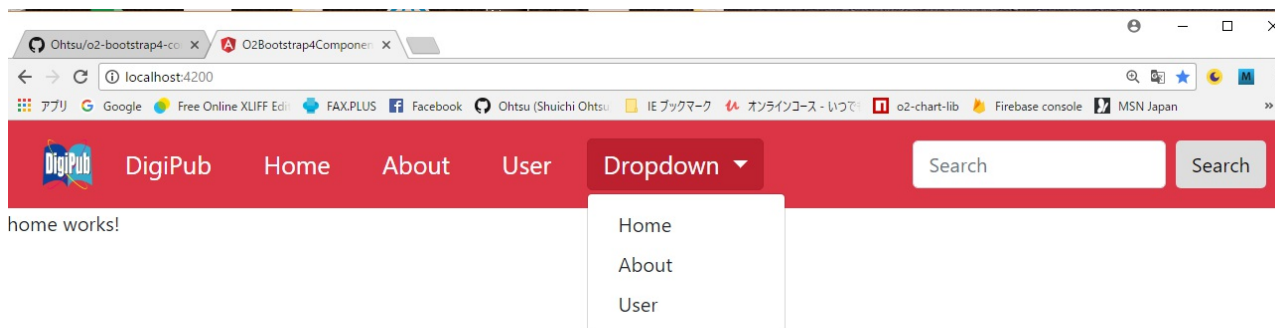 Ohtsu/o2-bootstrap4-co
O2Bootstrap4Componen
localhost:4200
アプリ Google Free Online XLIFF Edi FAX.PLUS Facebook Ohtsu (Shuichi Ohtsu IE ブックマーク オンラインコース - いつで o2-chart-lib Firebase console MSN Japan »
DigiPub DigiPub Home About User Dropdown Search Search
home works!
Home
About
User